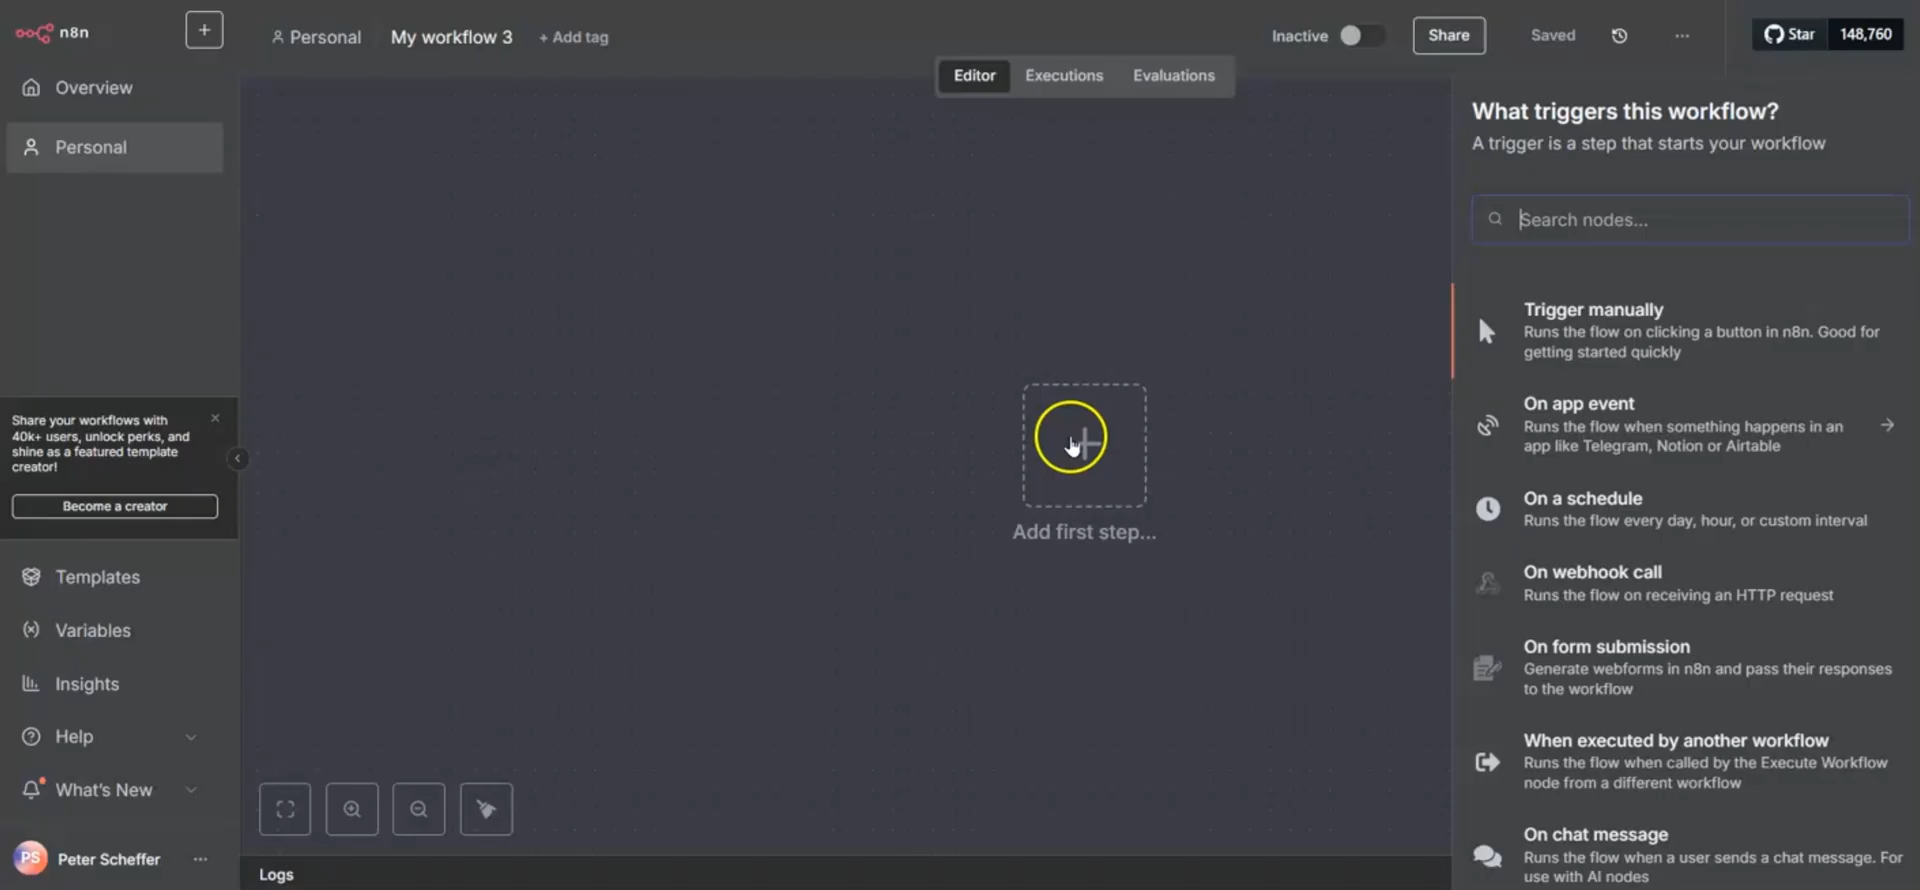 n8n
+
Personal
My workflow 3
+ Add tag
Inactive
Share
Saved
...
Star
148,760
Editor
Executions
Evaluations
Overview
Personal
Share your workflows with
40k+ users, unlock perks, and
shine as a featured template
creator!
Become a creator
Templates
Variables
Insights
Help
What's New
PS
Peter Scheffer
...
Add first step...
Logs
What triggers this workflow?
A trigger is a step that starts your workflow
Search nodes...
Trigger manually
Runs the flow on clicking a button in n8n. Good for
getting started quickly
On app event
Runs the flow when something happens in an
app like Telegram, Notion or Airtable
On a schedule
Runs the flow every day, hour, or custom interval
On webhook call
Runs the flow on receiving an HTTP request
On form submission
Generate webforms in n8n and pass their responses
to the workflow
When executed by another workflow
Runs the flow when called by the Execute Workflow
node from a different workflow
On chat message
Runs the flow when a user sends a chat message. For
use with AI nodes